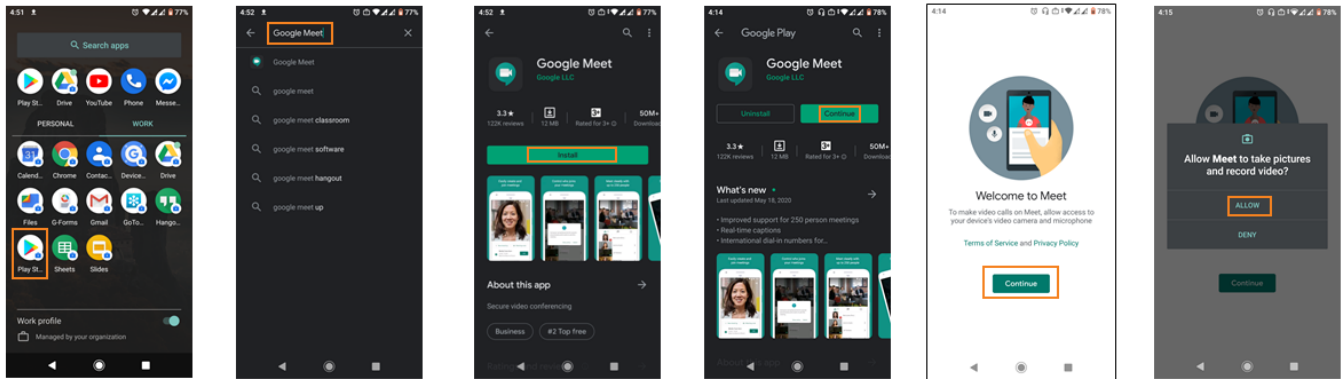 4:51
77%
Search apps
Play St...
Drive
YouTube
Phone
Messe...
PERSONAL
WORK
31
Calend...
Chrome
Contac...
Device...
Drive
Files
G-Forms
Gmail
GoTo...
Hango...
Play St...
Sheets
Slides
Work profile
Managed by your organization
4:52
77%
Google Meet
Google Meet
google meet
google meet classroom
google meet software
google meet hangout
google meet up
4:52
77%
Google Meet
Google LLC
3.3★
122K reviews
12 MB
3+
Rated for 3+
50M+
Downloac
Install
About this app
Secure video conferencing
Business
#2 Top free
4:14
78%
Google Play
Google Meet
Google LLC
Uninstall
Continue
3.3★
122K reviews
12 MB
3+
Rated for 3+
50M+
Downloac
What's new
Last updated May 18, 2020
• Improved support for 250 person meetings
• Real-time captions
• International dial-in numbers for...
About this app
4:14
78%
Welcome to Meet
To make video calls on Meet, allow access to
your device's video camera and microphone
Terms of Service and Privacy Policy
Continue
4:15
78%
Allow Meet to take pictures
and record video?
ALLOW
DENY
Continue